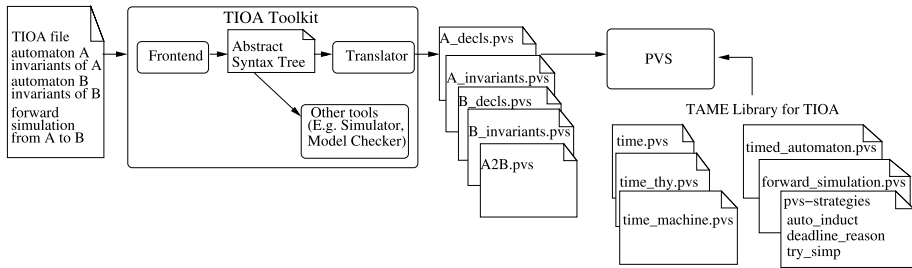 TIOA file
automaton A
invariants of A
automaton B
invariants of B
forward
simulation
from A to B
TIOA Toolkit
Frontend
Abstract
Syntax Tree
Translator
Other tools
(E.g. Simulator,
Model Checker)
A_decls.pvs
A_invariants.pvs
B_decls.pvs
B_invariants.pvs
A2B.pvs
PVS
TAME Library for TIOA
time.pvs
time_thy.pvs
time_machine.pvs
timed_automaton.pvs
forward_simulation.pvs
pvs−strategies
auto_induct
deadline_reason
try_simp